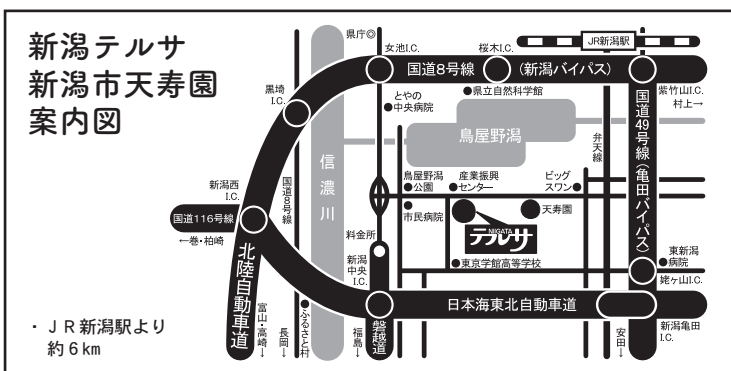 新潟テルサ
新潟市天寿園
案内図
県庁◎
女池I.C.
桜木I.C.
JR新潟駅
国道8号線
(新潟バイパス)
黒埼
I.C.
とやの
中央病院
県立自然科学館
紫竹山I.C.
村上→
鳥屋野潟
弁天線
国道49号線(亀田バイパス)
信濃川
国道8号線
新潟西
I.C.
国道116号線
←巻・柏崎
鳥屋野潟
公園
産業振興
センター
ビッグ
スワン
市民病院
天寿園
NIIGATA
テルサ
料金所
新潟
中央
I.C.
東京学館高等学校
東新潟
病院
姥ヶ山I.C.
北陸自動車道
日本海東北自動車道
新潟亀田
I.C.
・JR新潟駅より
約6km
富山・高崎→
長岡→
ふるさと村
福島→
磐越道
安田→